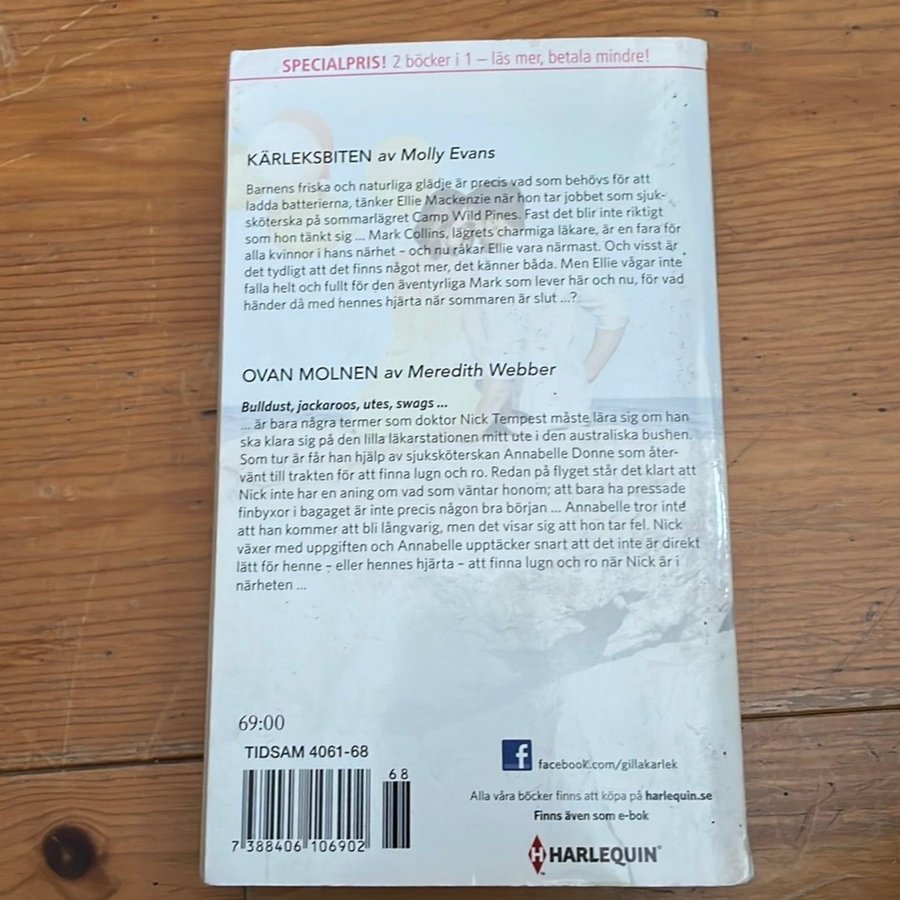 SPECIALPRIS! 2 böcker i 1 – läs mer, betala mindre!
KÄRLEKSBITEN av Molly Evans
Barnens friska och naturliga glädje är precis vad som behövs för att
ladda batterierna, tänker Ellie Mackenzie när hon tar jobbet som sjuk-
sköterska på sommarlägret Camp Wild Pines. Fast det blir inte riktigt
som hon tänkt sig ... Mark Collins, lägrets charmiga läkare, är en fara för
alla kvinnor i hans närhet – och nu råkar Ellie vara närmast. Och visst är
det tydligt att det finns något mer, det känner båda. Men Ellie vågar inte
falla helt och fullt för den äventyrliga Mark som lever här och nu, för vad
händer då med hennes hjärta när sommaren är slut ...?
OVAN MOLNEN av Meredith Webber
Bulldust, jackaroos, utes, swags ...
... är bara några termer som doktor Nick Tempest måste lära sig om han
ska klara sig på den lilla läkarstationen mitt ute i den australiska bushen.
Som tur är får han hjälp av sjuksköterskan Annabelle Donne som åter-
vänt till trakten för att finna lugn och ro. Redan på flyget står det klart att
Nick inte har en aning om vad som väntar honom; att bara ha pressade
finbyxor i bagaget är inte precis någon bra början ... Annabelle tror inte
att han kommer att bli långvarig, men det visar sig att hon tar fel. Nick
växer med uppgiften och Annabelle upptäcker snart att det inte är direkt
lätt för henne – eller hennes hjärta – att finna lugn och ro när Nick är i
närheten ...
69:00
TIDSAM 4061-68
68
7 388406 106902
f facebook.com/gillakarlek
Alla våra böcker finns att köpa på harlequin.se
Finns även som e-bok
H HARLEQUIN®